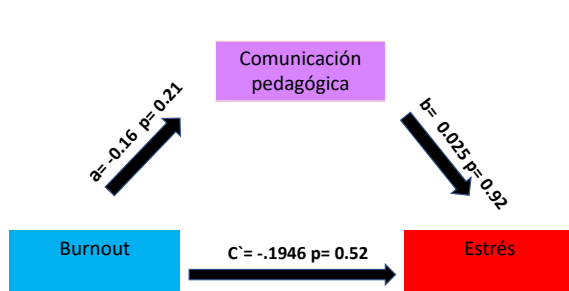 Comunicación
pedagógica
a= -0.16 p= 0.21
b= 0.025 p= 0.92
Burnout
C`= -.1946 p= 0.52
Estrés